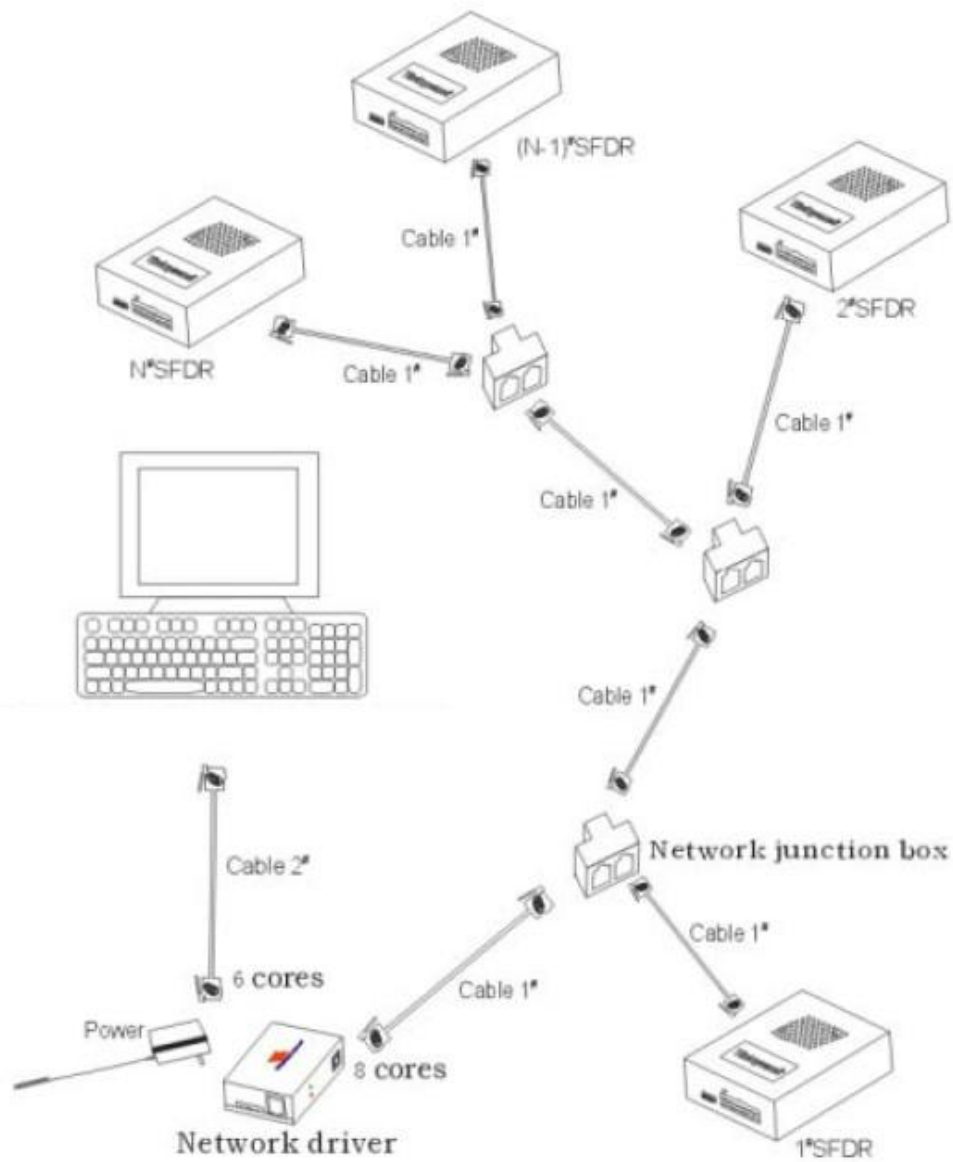 (N-1)#SFDR
Cable 1#
2#SFDR
N#SFDR
Cable 1#
Cable 1#
Cable 1#
Cable 1#
Network junction box
Cable 2#
Cable 1#
Cable 1#
6 cores
Power
8 cores
Network driver
1#SFDR